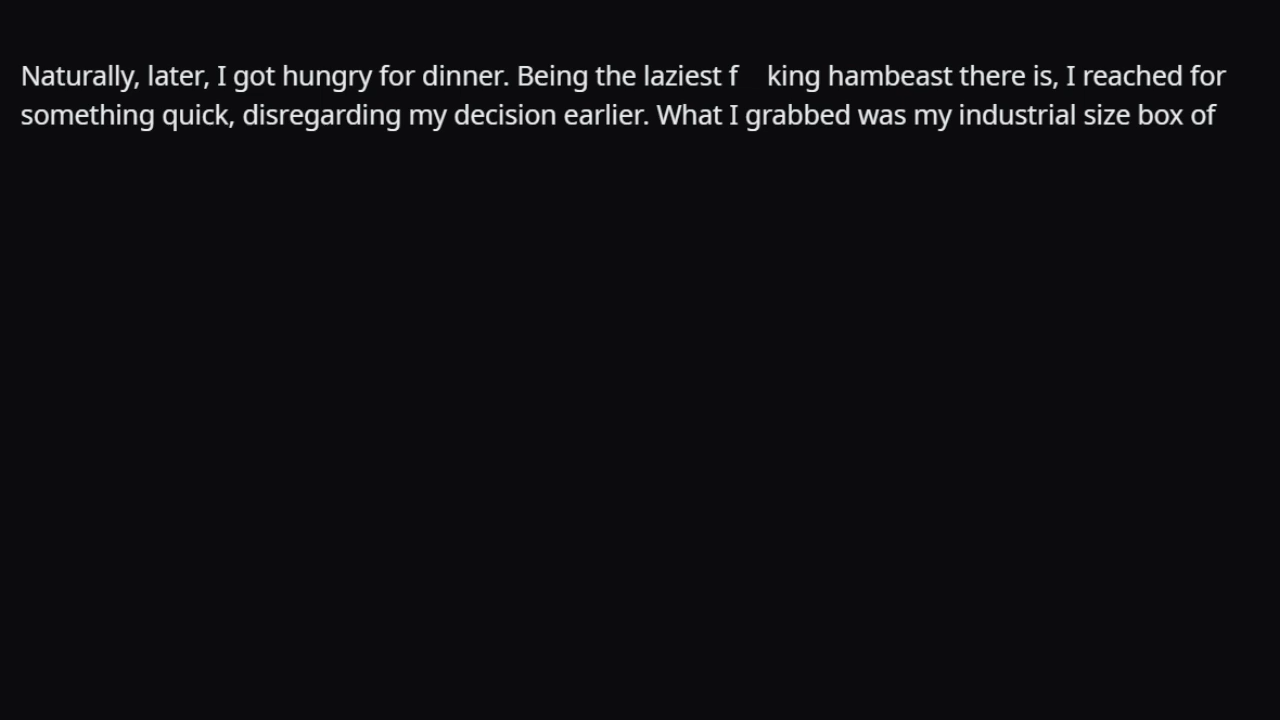 Naturally, later, I got hungry for dinner. Being the laziest f    king hambeast there is, I reached for
something quick, disregarding my decision earlier. What I grabbed was my industrial size box of